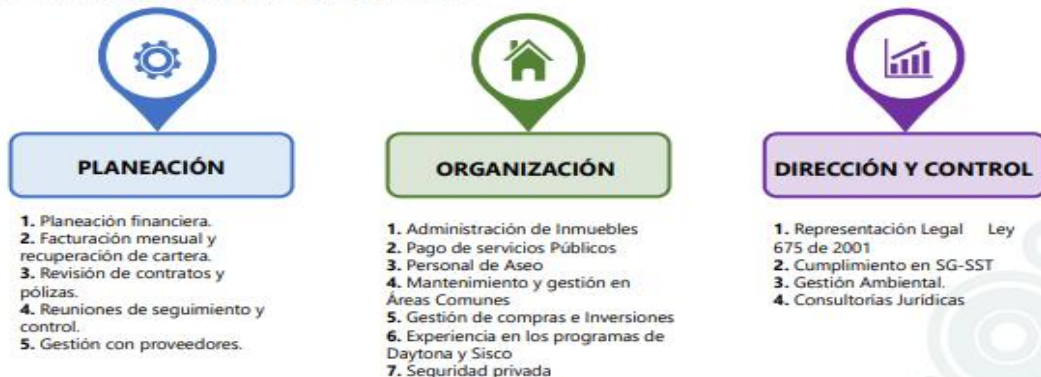 PLANEACIÓN
1. Planeación financiera.
2. Facturación mensual y
recuperación de cartera.
3. Revisión de contratos y
pólizas.
4. Reuniones de seguimiento y
control.
5. Gestión con proveedores.
ORGANIZACIÓN
1. Administración de Inmuebles
2. Pago de servicios Públicos
3. Personal de Aseo
4. Mantenimiento y gestión en
Áreas Comunes
5. Gestión de compras e Inversiones
6. Experiencia en los programas de
Daytona y Sisco
7. Seguridad privada
DIRECCIÓN Y CONTROL
1. Representación Legal Ley
675 de 2001
2. Cumplimiento en SG-SST
3. Gestión Ambiental.
4. Consultorías Jurídicas